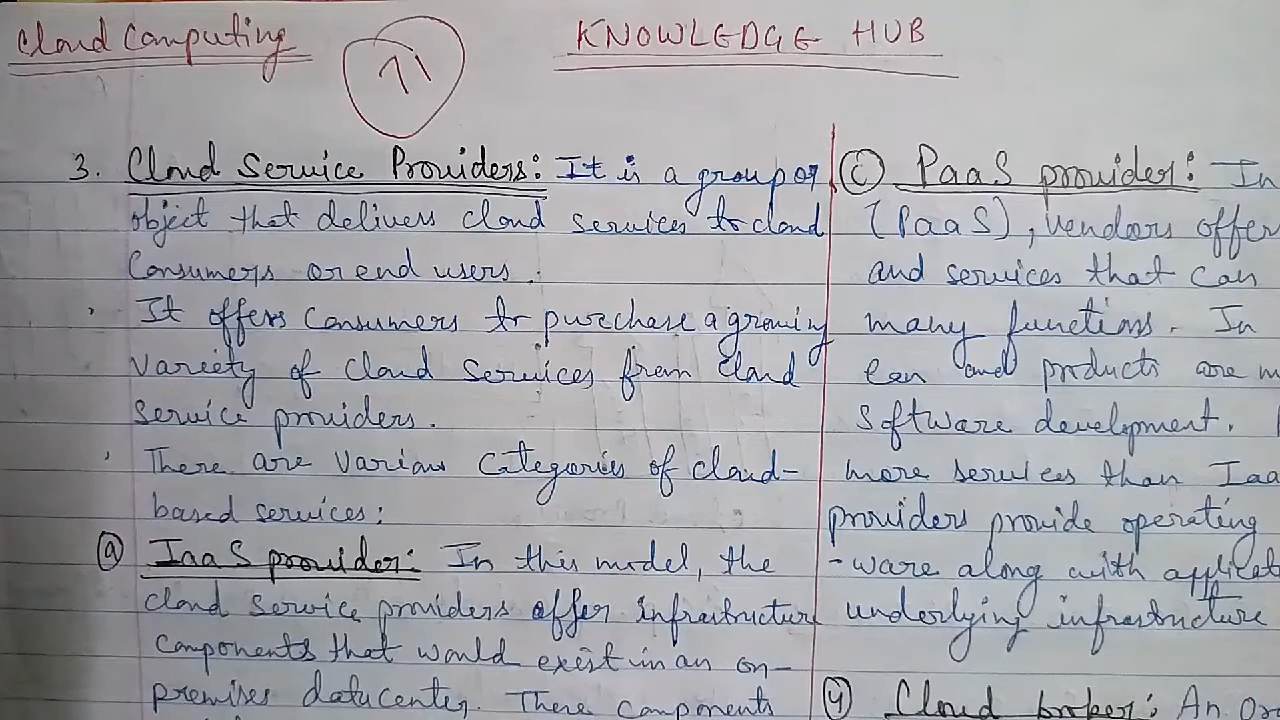 Cloud Computing
71
KNOWLEDGE HUB
3. Cloud Service Providers: It is a group or
object that delivers cloud services to cloud
Consumers or end users.
It offers Consumers to purchase a growing
Variety of Cloud Services from Cloud
Service providers.
There are Various Categories of cloud-
based services:
(a) IaaS provider: In this model, the
cloud service providers offer infrastructure
Components that would exist in an on-
premises datacenter. These components
(c) PaaS provider: In
(PaaS), vendors offer
and services that can
many functions. In
and products are m
Software development.
more services than Iaa
providers provide operating
-ware along with applicat
underlying infrastructure
(4) Cloud broker: An or